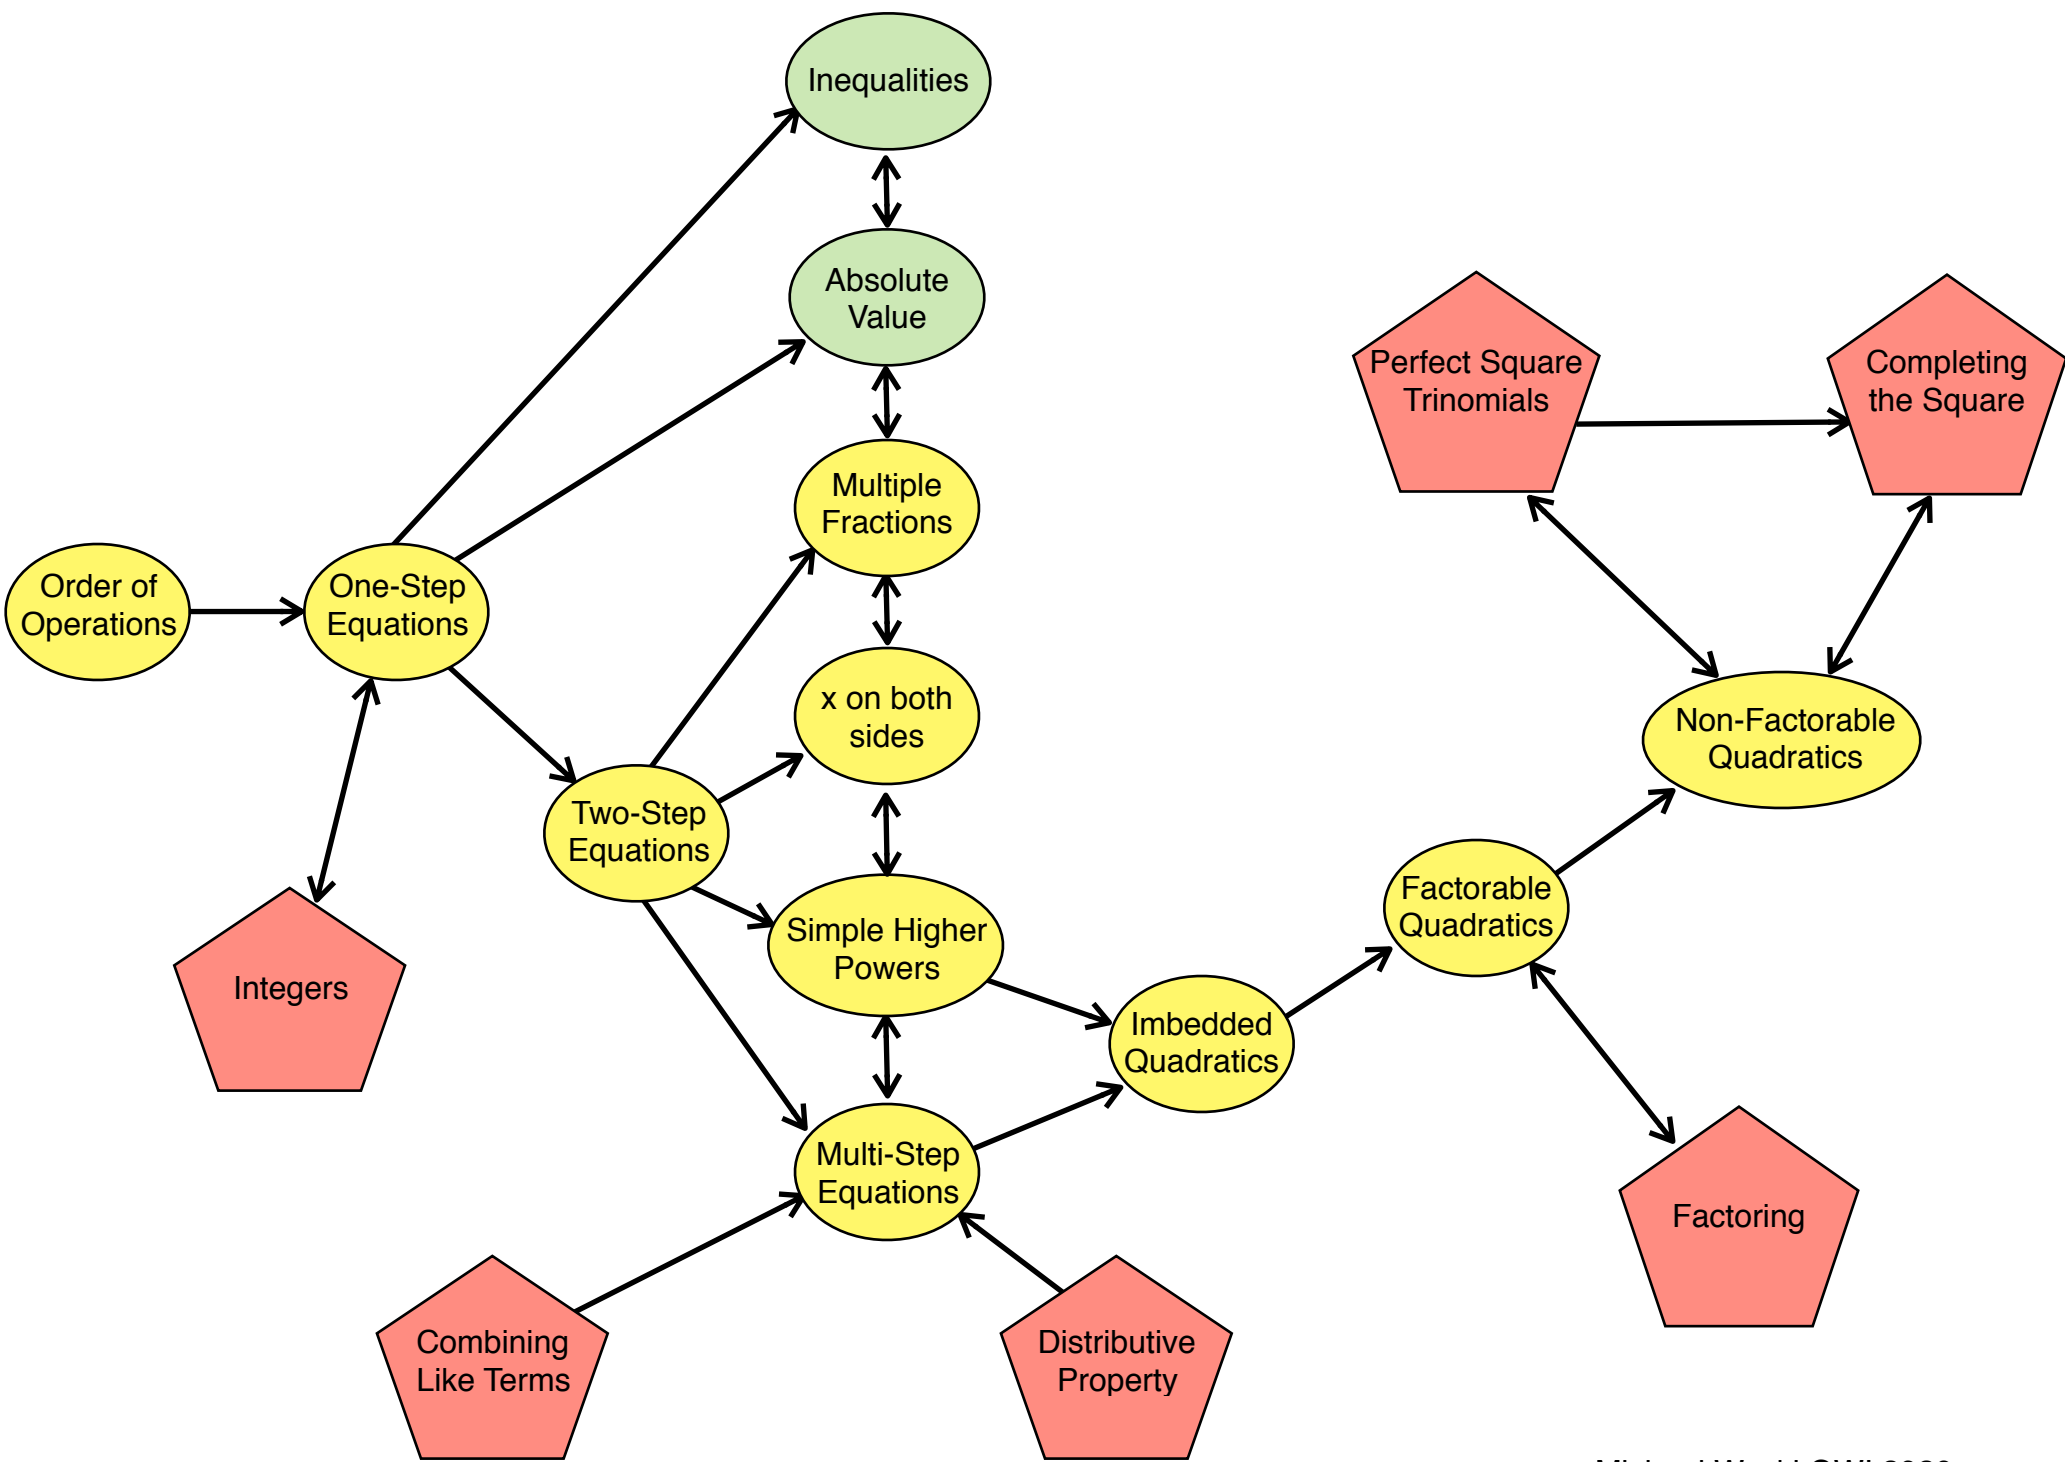 Inequalities
Absolute
Value
Multiple
Fractions
Order of
Operations
One-Step
Equations
x on both
sides
Two-Step
Equations
Simple Higher
Powers
Integers
Multi-Step
Equations
Combining
Like Terms
Distributive
Property
Imbedded
Quadratics
Factorable
Quadratics
Factoring
Non-Factorable
Quadratics
Perfect Square
Trinomials
Completing
the Square